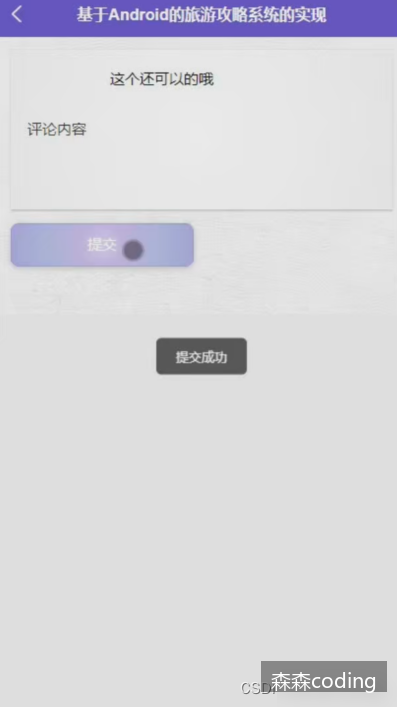 基于Android的旅游攻略系统的实现
这个还可以的哦
评论内容
提交
提交成功
森森coding